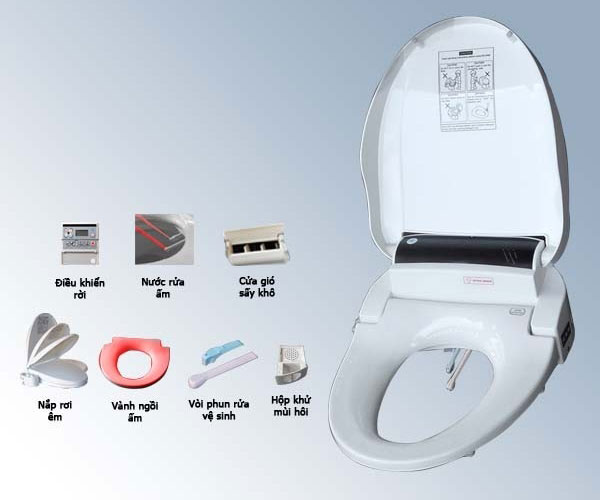 Điều khiển
rời
Nước rửa
ấm
Cửa gió
sấy khô
Nắp rơi
êm
Vành ngồi
ấm
Vòi phun rửa
vệ sinh
Hộp khử
mùi hôi